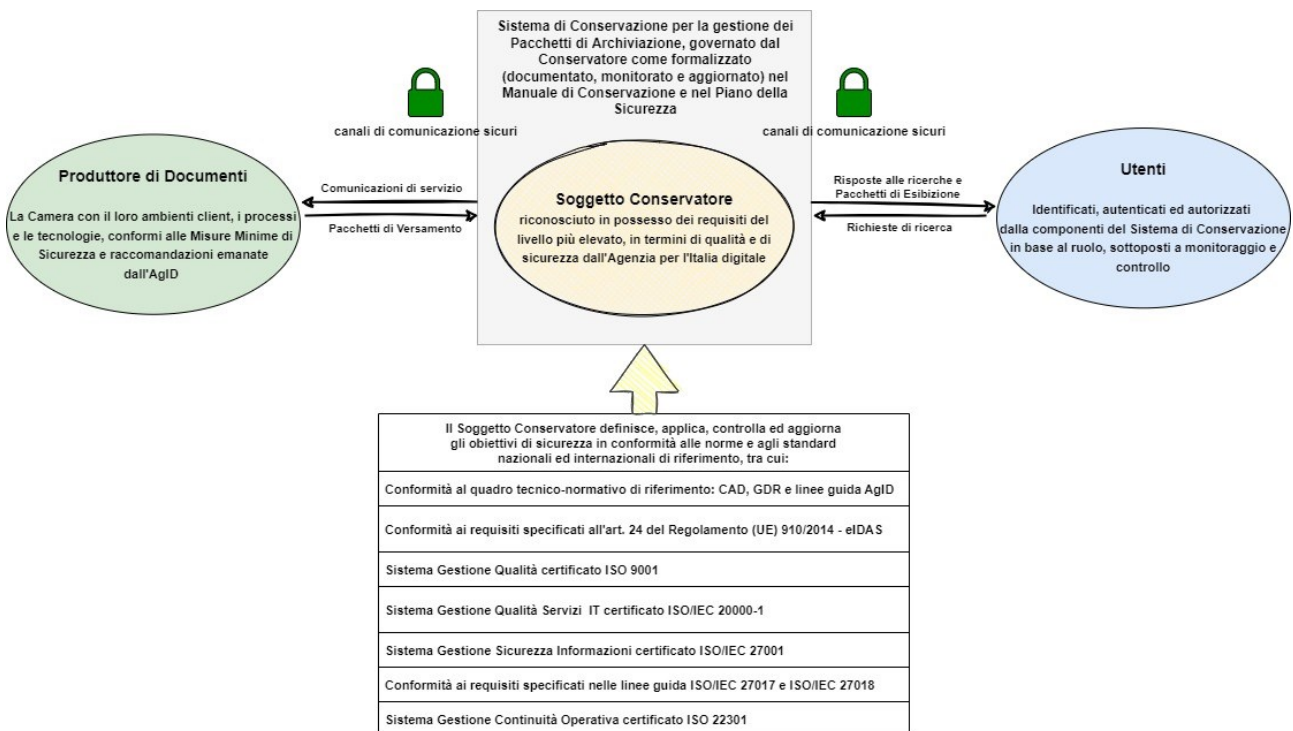 Sistema di Conservazione per la gestione dei
Pacchetti di Archiviazione, governato dal
Conservatore come formalizzato
(documentato, monitorato e aggiornato) nel
Manuale di Conservazione e nel Piano della
Sicurezza
canali di comunicazione sicuri
canali di comunicazione sicuri
Produttore di Documenti
La Camera con il loro ambienti client, i processi
e le tecnologie, conformi alle Misure Minime di
Sicurezza e raccomandazioni emanate
dall'AgID
Comunicazioni di servizio
Pacchetti di Versamento
Soggetto Conservatore
riconosciuto in possesso dei requisiti del
livello più elevato, in termini di qualità e di
sicurezza dall'Agenzia per l'Italia digitale
Risposte alle ricerche e
Pacchetti di Esibizione
Richieste di ricerca
Utenti
Identificati, autenticati ed autorizzati
dalla componenti del Sistema di Conservazione
in base al ruolo, sottoposti a monitoraggio e
controllo
Il Soggetto Conservatore definisce, applica, controlla ed aggiorna
gli obiettivi di sicurezza in conformità alle norme e agli standard
nazionali ed internazionali di riferimento, tra cui:
Conformità al quadro tecnico-normativo di riferimento: CAD, GDR e linee guida AgID
Conformità ai requisiti specificati all'art. 24 del Regolamento (UE) 910/2014 - eIDAS
Sistema Gestione Qualità certificato ISO 9001
Sistema Gestione Qualità Servizi IT certificato ISO/IEC 20000-1
Sistema Gestione Sicurezza Informazioni certificato ISO/IEC 27001
Conformità ai requisiti specificati nelle linee guida ISO/IEC 27017 e ISO/IEC 27018
Sistema Gestione Continuità Operativa certificato ISO 22301